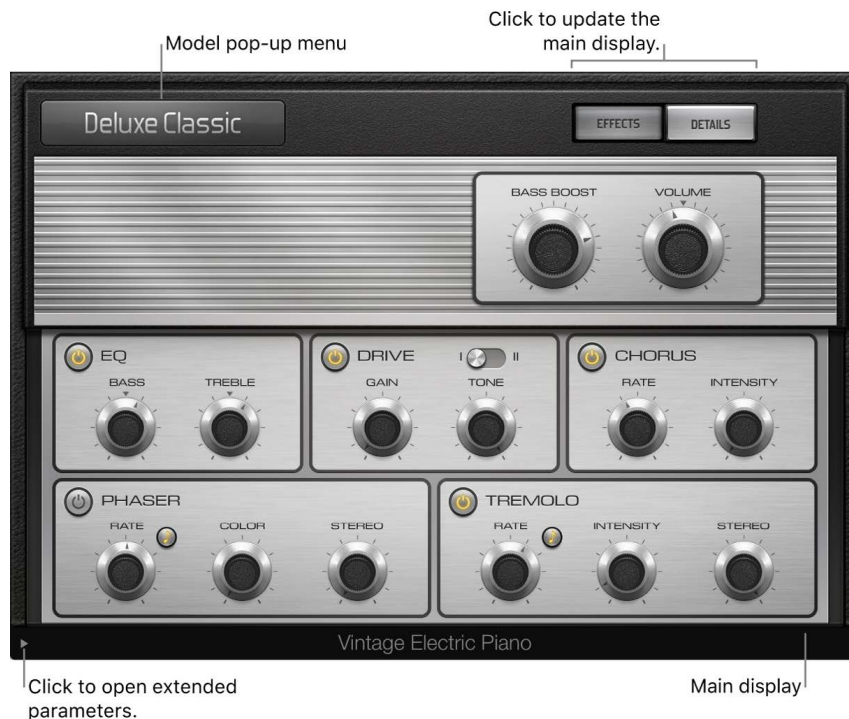 Click to update the
main display.
Model pop-up menu
Deluxe Classic
EFFECTS DETAILS
BASS BOOST VOLUME
EQ
BASS TREBLE
DRIVE I II
GAIN TONE
CHORUS
RATE INTENSITY
PHASER
RATE COLOR STEREO
TREMOLO
RATE INTENSITY STEREO
Vintage Electric Piano
Click to open extended
parameters.
Main display